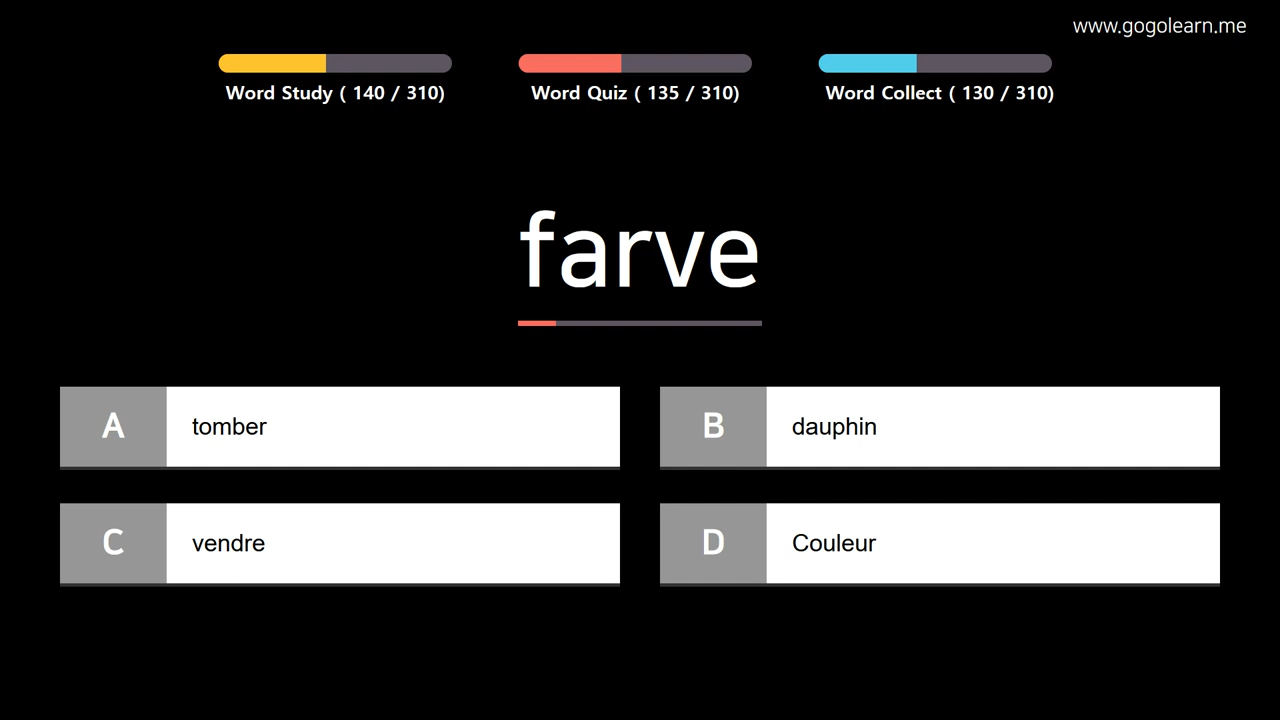 www.gogolearn.me
Word Study ( 140 / 310)
Word Quiz ( 135 / 310)
Word Collect ( 130 / 310)
farve
A tomber
B dauphin
C vendre
D Couleur